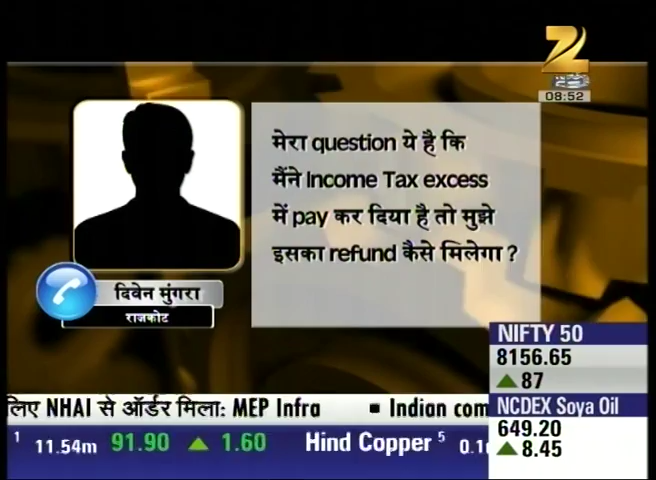 08:52
मेरा question ये है कि
मैंने Income Tax excess
में pay कर दिया है तो मुझे
इसका refund कैसे मिलेगा ?
दिवेन मुंगरा
राजकोट
NIFTY 50
8156.65
▲ 87
NCDEX Soya Oil
649.20
▲ 8.45
लिए NHAI से ऑर्डर मिला: MEP Infra ▪ Indian com
1 11.54m 91.90 ▲ 1.60 Hind Copper 5 0.1